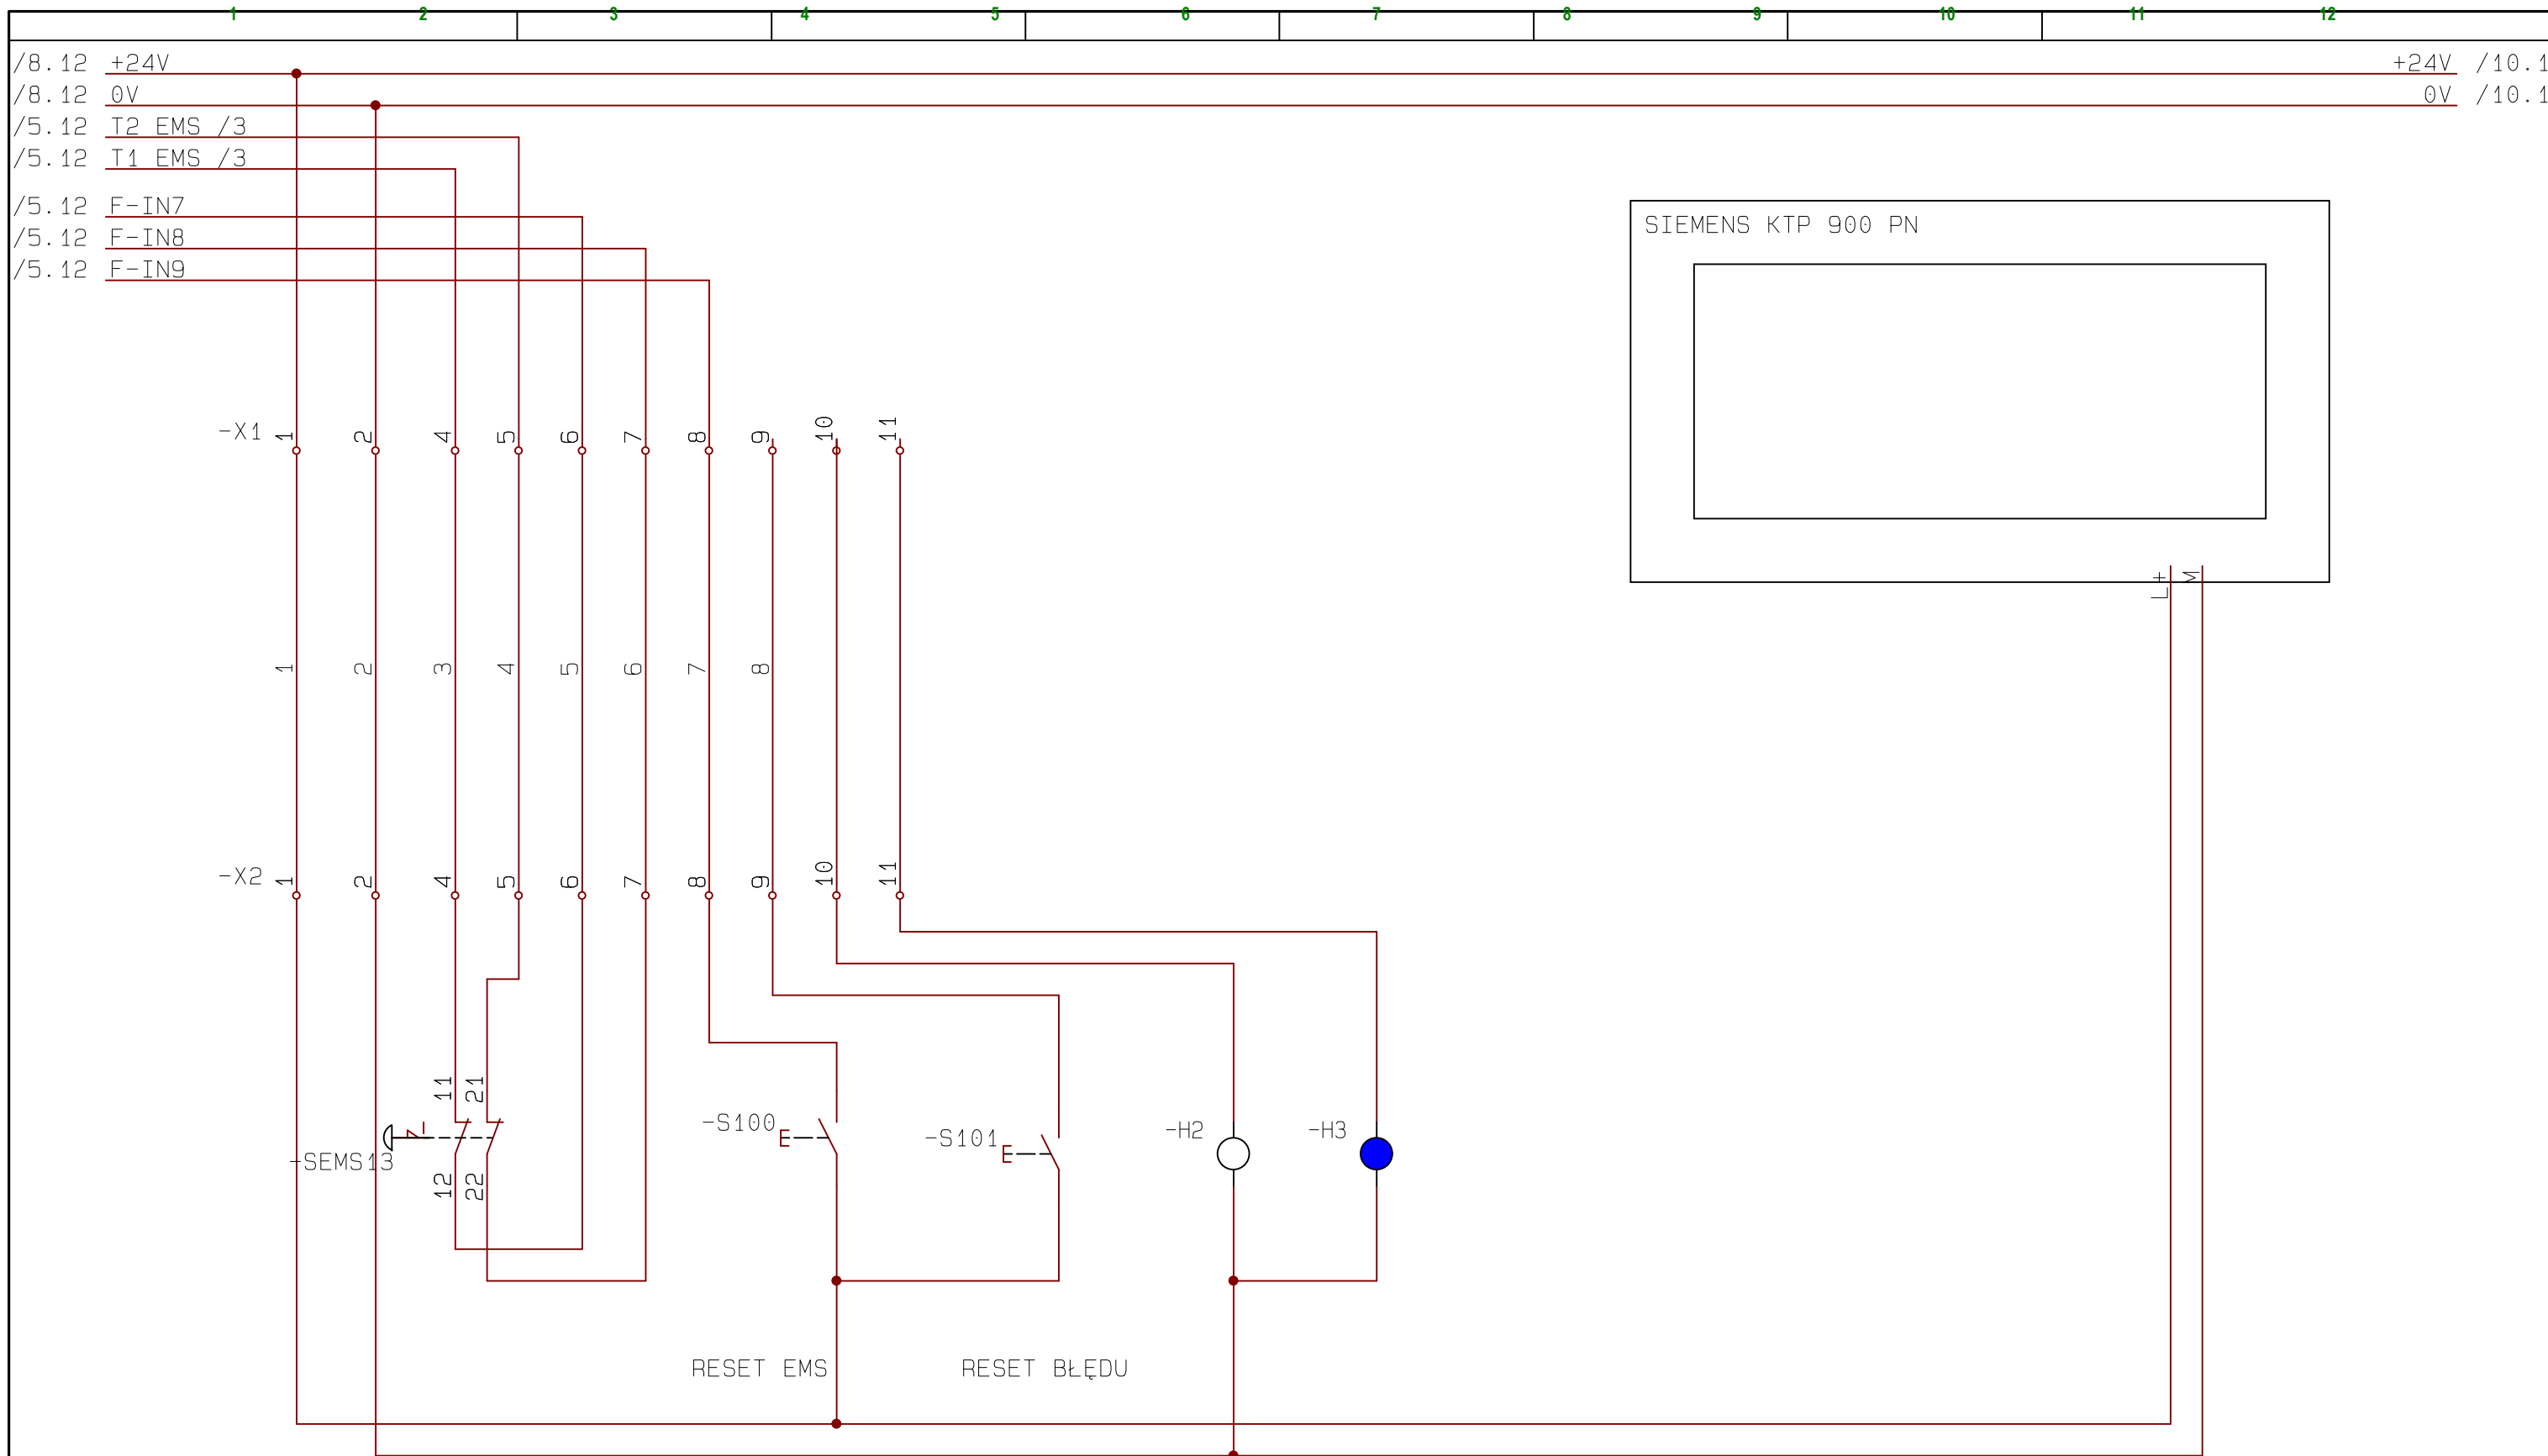 1 2 3 4 5 6 7 8 9 10 11 12
/8.12 +24V +24V /10.1
/8.12 0V 0V /10.1
/5.12 T2 EMS /3
/5.12 T1 EMS /3
/5.12 F-IN7
/5.12 F-IN8
/5.12 F-IN9
SIEMENS KTP 900 PN
-X1 1 2 4 5 6 7 8 9 10 11
L+ M
1 2 3 4 5 6 7 8
-X2 1 2 4 5 6 7 8 9 10 11
11 21
-S100 -S101 -H2 -H3
-SEMS13
12 22
RESET EMS RESET BŁĘDU